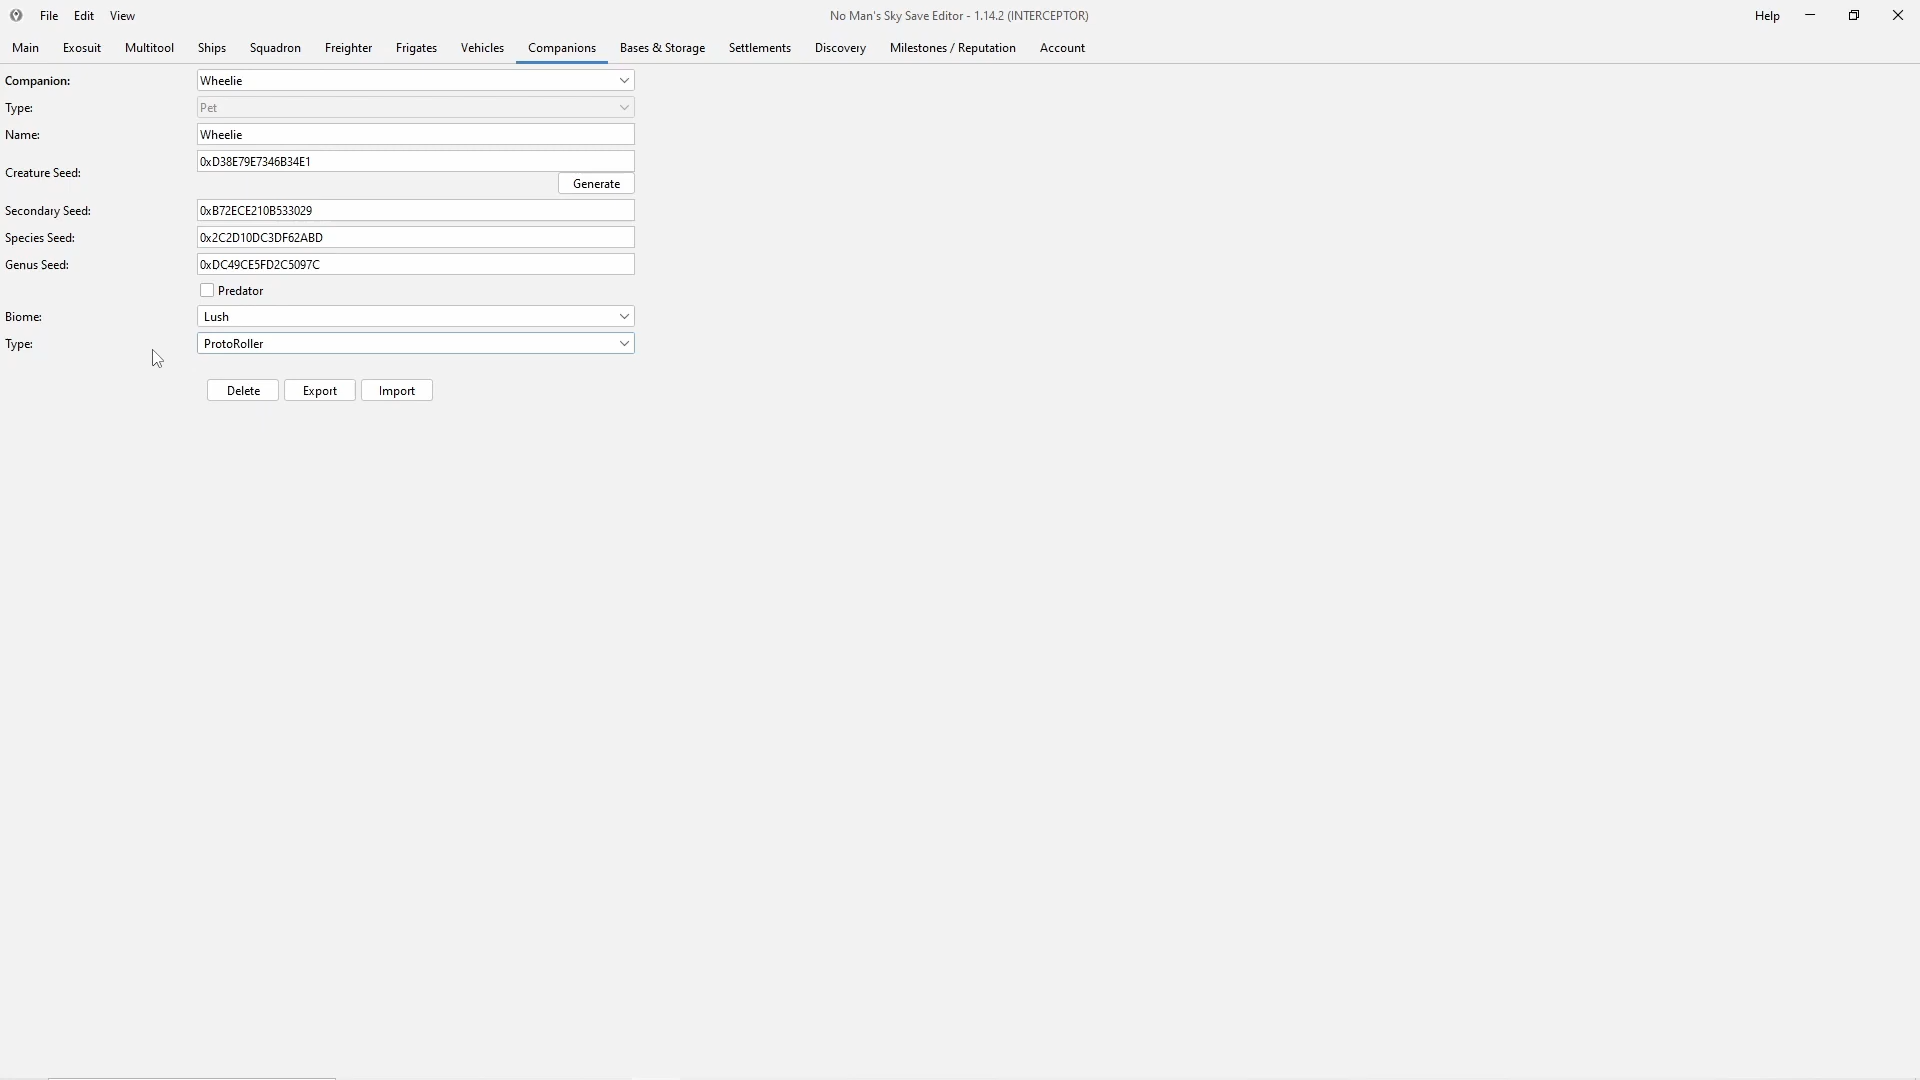 File Edit View No Man's Sky Save Editor - 1.14.2 (INTERCEPTOR) Help
Main Exosuit Multitool Ships Squadron Freighter Frigates Vehicles Companions Bases & Storage Settlements Discovery Milestones / Reputation Account
Companion: Wheelie
Type: Pet
Name: Wheelie
Creature Seed: 0xD38E79E7346B34E1
Generate
Secondary Seed: 0xB72ECE210B533029
Species Seed: 0x2C2D10DC3DF62ABD
Genus Seed: 0xDC49CE5FD2C5097C
Predator
Biome: Lush
Type: ProtoRoller
Delete Export Import